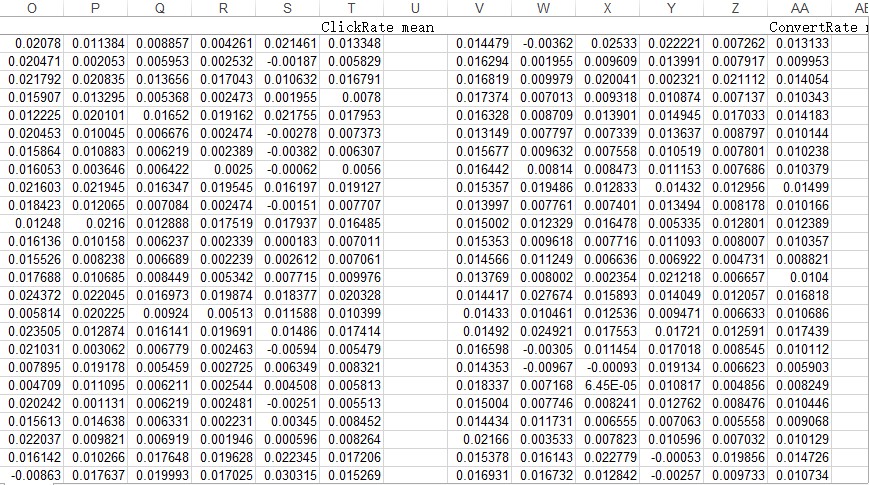 O P Q R S T U V W X Y Z AA AB
ClickRate mean ConvertRate
0.02078 0.011384 0.008857 0.004261 0.021461 0.013348 0.014479 -0.00362 0.02533 0.022221 0.007262 0.013133
0.020471 0.002053 0.005953 0.002532 -0.00187 0.005829 0.016294 0.001955 0.009609 0.013991 0.007917 0.009953
0.021792 0.020835 0.013656 0.017043 0.010632 0.016791 0.016819 0.009979 0.020041 0.002321 0.021112 0.014054
0.015907 0.013295 0.005368 0.002473 0.001955 0.0078 0.017374 0.007013 0.009318 0.010874 0.007137 0.010343
0.012225 0.020101 0.01652 0.019162 0.021755 0.017953 0.016328 0.008709 0.013901 0.014945 0.017033 0.014183
0.020453 0.010045 0.006676 0.002474 -0.00278 0.007373 0.013149 0.007797 0.007339 0.013637 0.008797 0.010144
0.015864 0.010883 0.006219 0.002389 -0.00382 0.006307 0.015677 0.009632 0.007558 0.010519 0.007801 0.010238
0.016053 0.003646 0.006422 0.0025 -0.00062 0.0056 0.016442 0.00814 0.008473 0.011153 0.007686 0.010379
0.021603 0.021945 0.016347 0.019545 0.016197 0.019127 0.015357 0.019486 0.012833 0.01432 0.012956 0.01499
0.018423 0.012065 0.007084 0.002474 -0.00151 0.007707 0.013997 0.007761 0.007401 0.013494 0.008178 0.010166
0.01248 0.0216 0.012888 0.017519 0.017937 0.016485 0.015002 0.012329 0.016478 0.005335 0.012801 0.012389
0.016136 0.010158 0.006237 0.002339 0.000183 0.007011 0.015353 0.009618 0.007716 0.011093 0.008007 0.010357
0.015526 0.008238 0.006689 0.002239 0.002612 0.007061 0.014566 0.011249 0.006636 0.006922 0.004731 0.008821
0.017688 0.010685 0.008449 0.005342 0.007715 0.009976 0.013769 0.008002 0.002354 0.021218 0.006657 0.0104
0.024372 0.022045 0.016973 0.019874 0.018377 0.020328 0.014417 0.027674 0.015893 0.014049 0.012057 0.016818
0.005814 0.020225 0.00924 0.00513 0.011588 0.010399 0.01433 0.010461 0.012536 0.009471 0.006633 0.010686
0.023505 0.012874 0.016141 0.019691 0.01486 0.017414 0.01492 0.024921 0.017553 0.01721 0.012591 0.017439
0.021031 0.003062 0.006779 0.002463 -0.00594 0.005479 0.016598 -0.00305 0.011454 0.017018 0.008545 0.010112
0.007895 0.019178 0.005459 0.002725 0.006349 0.008321 0.014353 -0.00967 -0.00093 0.019134 0.006623 0.005903
0.004709 0.011095 0.006211 0.002544 0.004508 0.005813 0.018337 0.007168 6.45E-05 0.010817 0.004856 0.008249
0.020242 0.001131 0.006219 0.002481 -0.00251 0.005513 0.015004 0.007746 0.008241 0.012762 0.008476 0.010446
0.015613 0.014638 0.006331 0.002231 0.00345 0.008452 0.014434 0.011731 0.006555 0.007063 0.005558 0.009068
0.022037 0.009821 0.006919 0.001946 0.000596 0.008264 0.02166 0.003533 0.007823 0.010596 0.007032 0.010129
0.016142 0.010266 0.017648 0.019628 0.022345 0.017206 0.015378 0.016143 0.022779 -0.00053 0.019856 0.014726
-0.00863 0.017637 0.019993 0.017025 0.030315 0.015269 0.016931 0.016732 0.012842 -0.00257 0.009733 0.010734